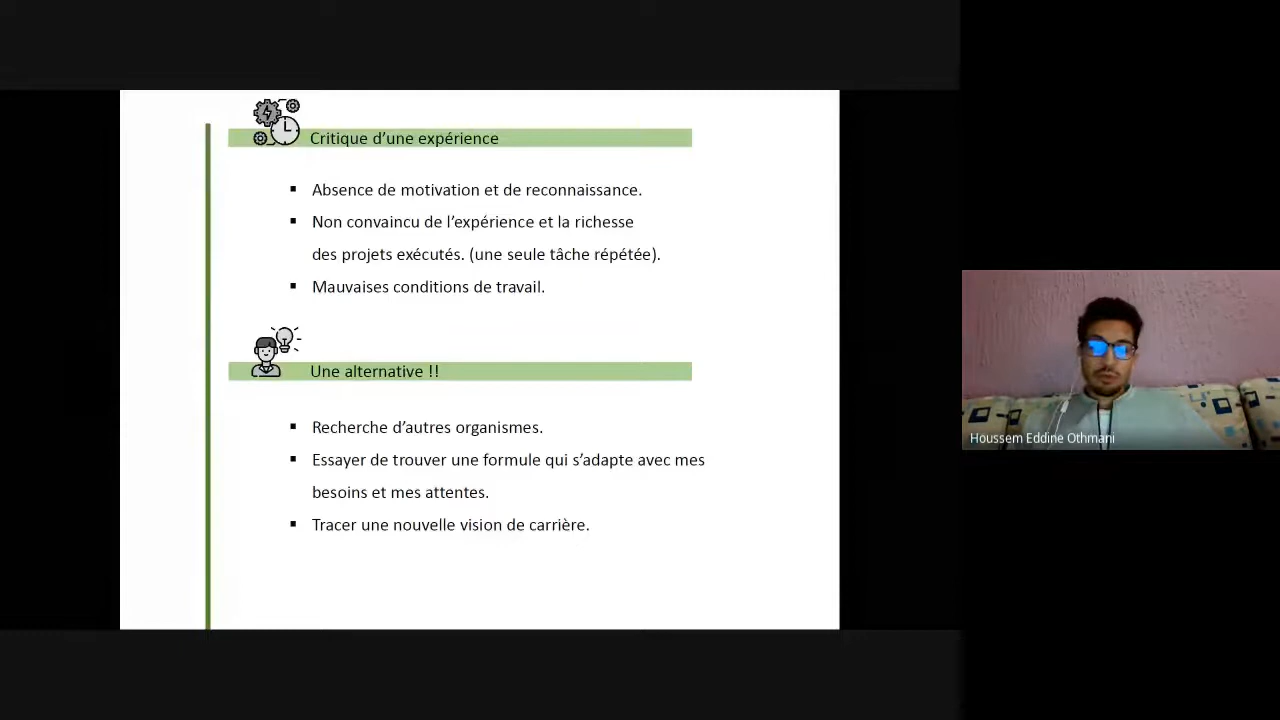 Critique d’une expérience
▪ Absence de motivation et de reconnaissance.
▪ Non convaincu de l’expérience et la richesse
des projets exécutés. (une seule tâche répétée).
▪ Mauvaises conditions de travail.
Une alternative !!
▪ Recherche d’autres organismes.
▪ Essayer de trouver une formule qui s’adapte avec mes
besoins et mes attentes.
▪ Tracer une nouvelle vision de carrière.
Houssem Eddine Othmani